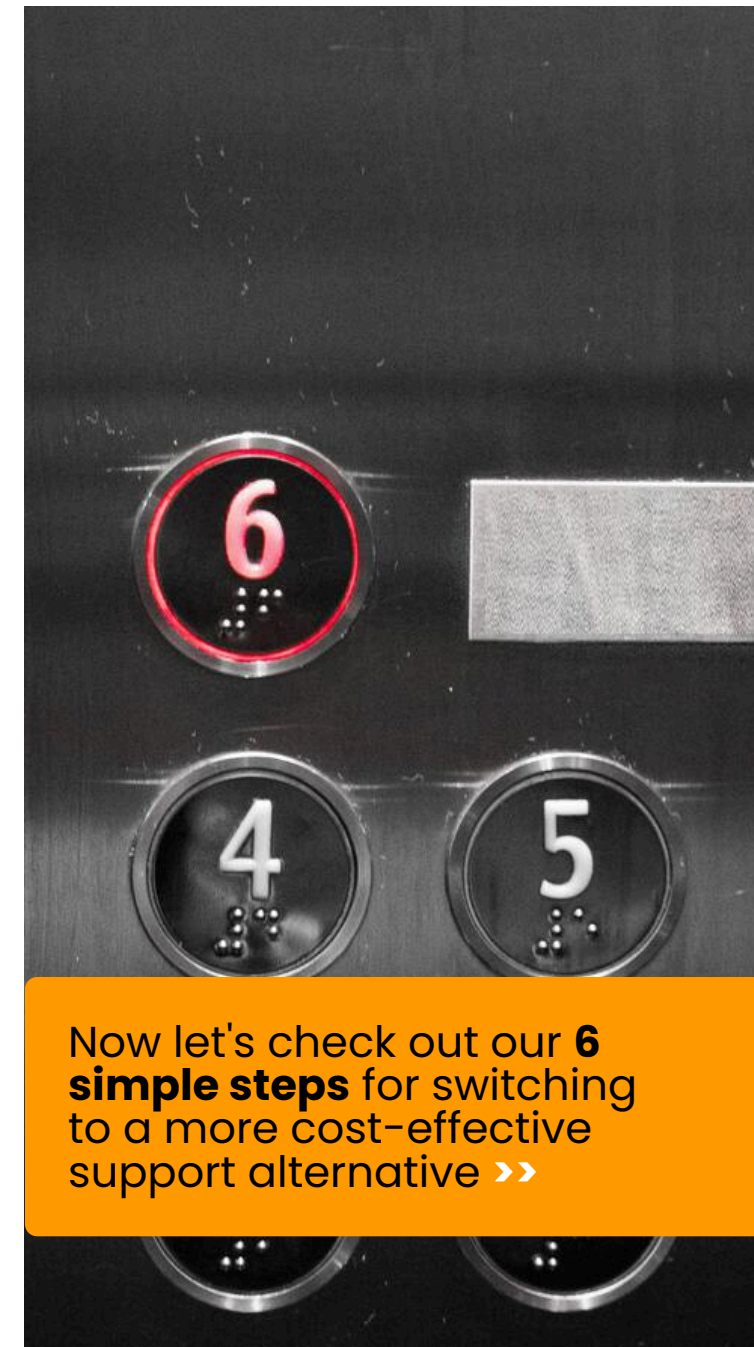 6
4
5
Now let's check out our 6
simple steps for switching
to a more cost-effective
support alternative >>